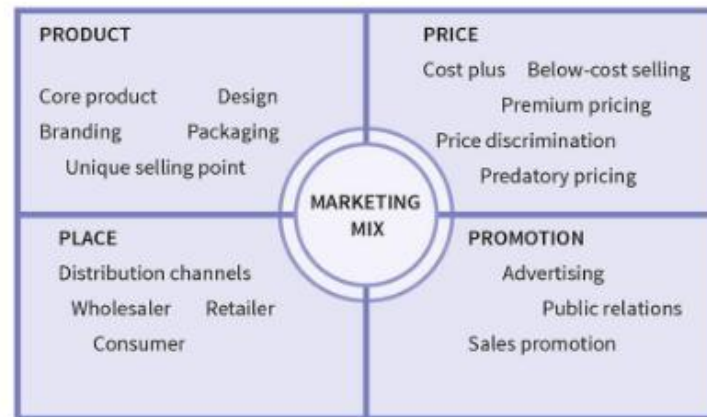 PRODUCT
Core product Design
Branding Packaging
Unique selling point
PRICE
Cost plus Below-cost selling
Premium pricing
Price discrimination
Predatory pricing
MARKETING
MIX
PLACE
Distribution channels
Wholesaler Retailer
Consumer
PROMOTION
Advertising
Public relations
Sales promotion